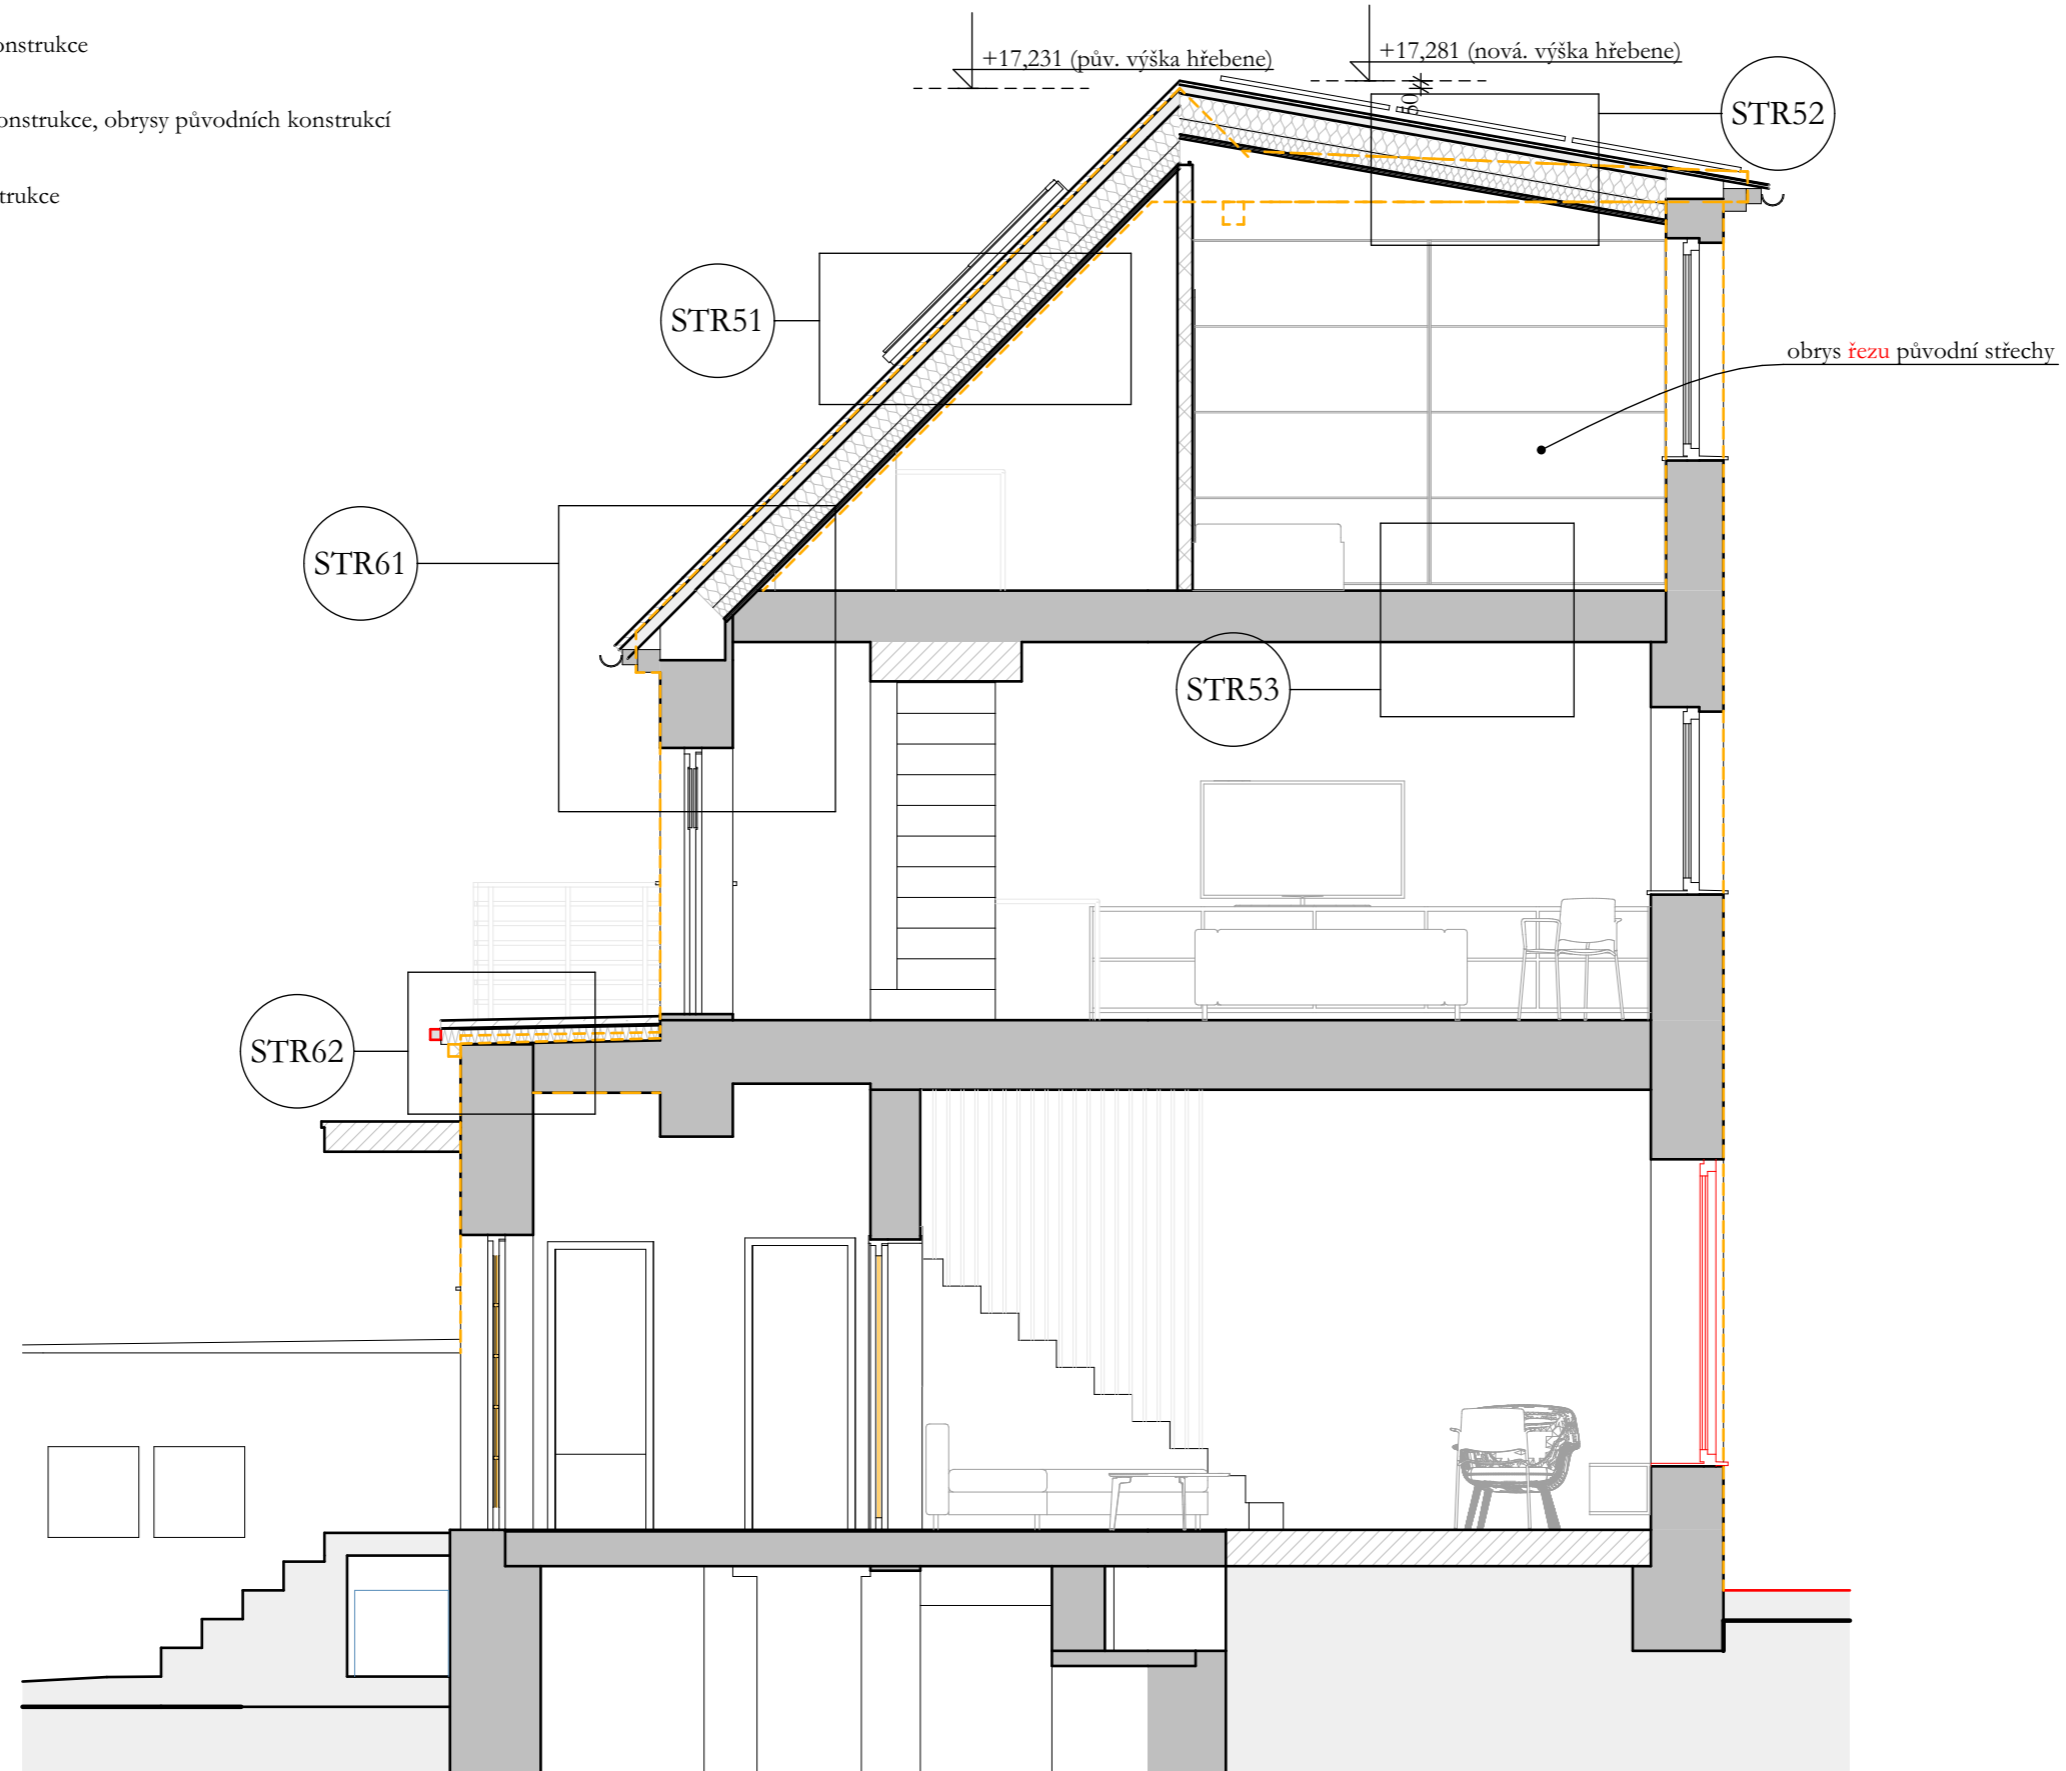 onstrukce
onstrukce, obrysy původních konstrukcí
trukce
+17,231 (pův. výška hřebene)
+17,281 (nová. výška hřebene)
50
STR52
STR51
obrys řezu původní střechy
STR61
STR53
STR62